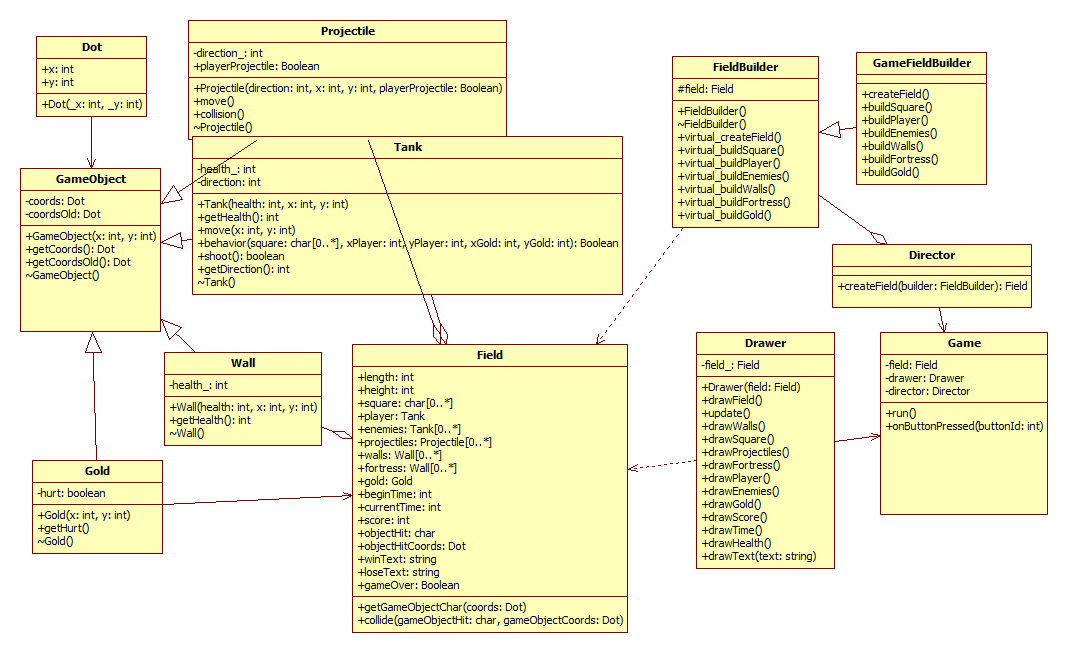 Dot
+x: int
+y: int
+Dot(_x: int, _y: int)
Projectile
-direction_: int
+playerProjectile: Boolean
+Projectile(direction: int, x: int, y: int, playerProjectile: Boolean)
+move()
+collision()
~Projectile()
Tank
-health_: int
-direction: int
+Tank(health: int, x: int, y: int)
+getHealth(): int
+move(x: int, y: int)
+behavior(square: char[0..*], xPlayer: int, yPlayer: int, xGold: int, yGold: int): Boolean
+shoot(): boolean
+getDirection(): int
~Tank()
GameObject
-coords: Dot
-coordsOld: Dot
+GameObject(x: int, y: int)
+getCoords(): Dot
+getCoordsOld(): Dot
~GameObject()
Wall
-health_: int
+Wall(health: int, x: int, y: int)
+getHealth(): int
~Wall()
Gold
-hurt: boolean
+Gold(x: int, y: int)
+getHurt()
~Gold()
Field
+length: int
+height: int
+square: char[0..*]
+player: Tank
+enemies: Tank[0..*]
+projectiles: Projectile[0..*]
+walls: Wall[0..*]
+fortress: Wall[0..*]
+gold: Gold
+beginTime: int
+currentTime: int
+score: int
+objectHit: char
+objectHitCoords: Dot
+winText: string
+loseText: string
+gameOver: Boolean
+getGameObjectChar(coords: Dot)
+collide(gameObjectHit: char, gameObjectCoords: Dot)
FieldBuilder
#field: Field
+FieldBuilder()
~FieldBuilder()
+virtual_createField()
+virtual_buildSquare()
+virtual_buildPlayer()
+virtual_buildEnemies()
+virtual_buildWalls()
+virtual_buildFortress()
+virtual_buildGold()
GameFieldBuilder
+createField()
+buildSquare()
+buildPlayer()
+buildEnemies()
+buildWalls()
+buildFortress()
+buildGold()
Director
+createField(builder: FieldBuilder): Field
Drawer
-field_: Field
+Drawer(field: Field)
+drawField()
+update()
+drawWalls()
+drawSquare()
+drawProjectiles()
+drawFortress()
+drawPlayer()
+drawEnemies()
+drawGold()
+drawScore()
+drawTime()
+drawHealth()
+drawText(text: string)
Game
-field: Field
-drawer: Drawer
-director: Director
+run()
+onButtonPressed(buttonId: int)